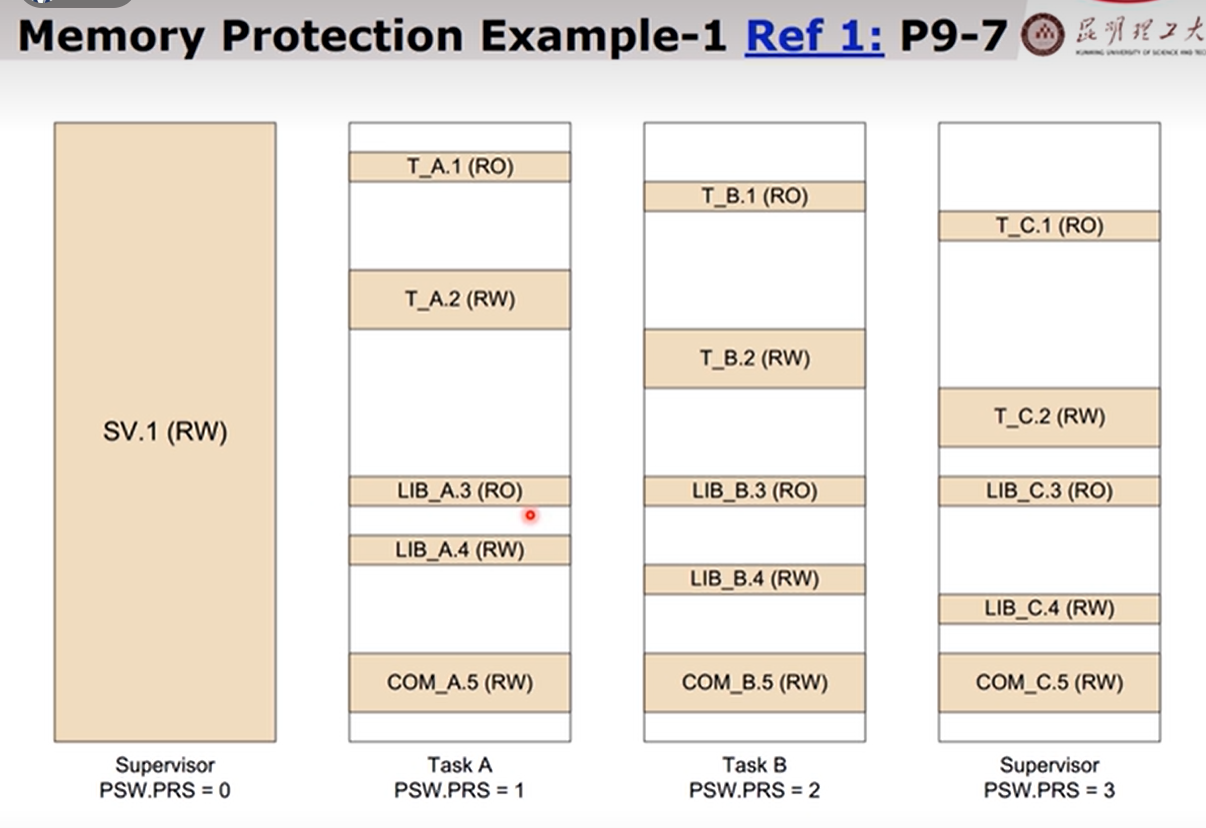 Memory Protection Example-1 Ref 1: P9-7
昆明理工大
T_A.1 (RO)
T_B.1 (RO)
T_C.1 (RO)
T_A.2 (RW)
T_B.2 (RW)
T_C.2 (RW)
SV.1 (RW)
LIB_A.3 (RO)
LIB_B.3 (RO)
LIB_C.3 (RO)
LIB_A.4 (RW)
LIB_B.4 (RW)
LIB_C.4 (RW)
COM_A.5 (RW)
COM_B.5 (RW)
COM_C.5 (RW)
Supervisor
PSW.PRS = 0
Task A
PSW.PRS = 1
Task B
PSW.PRS = 2
Supervisor
PSW.PRS = 3